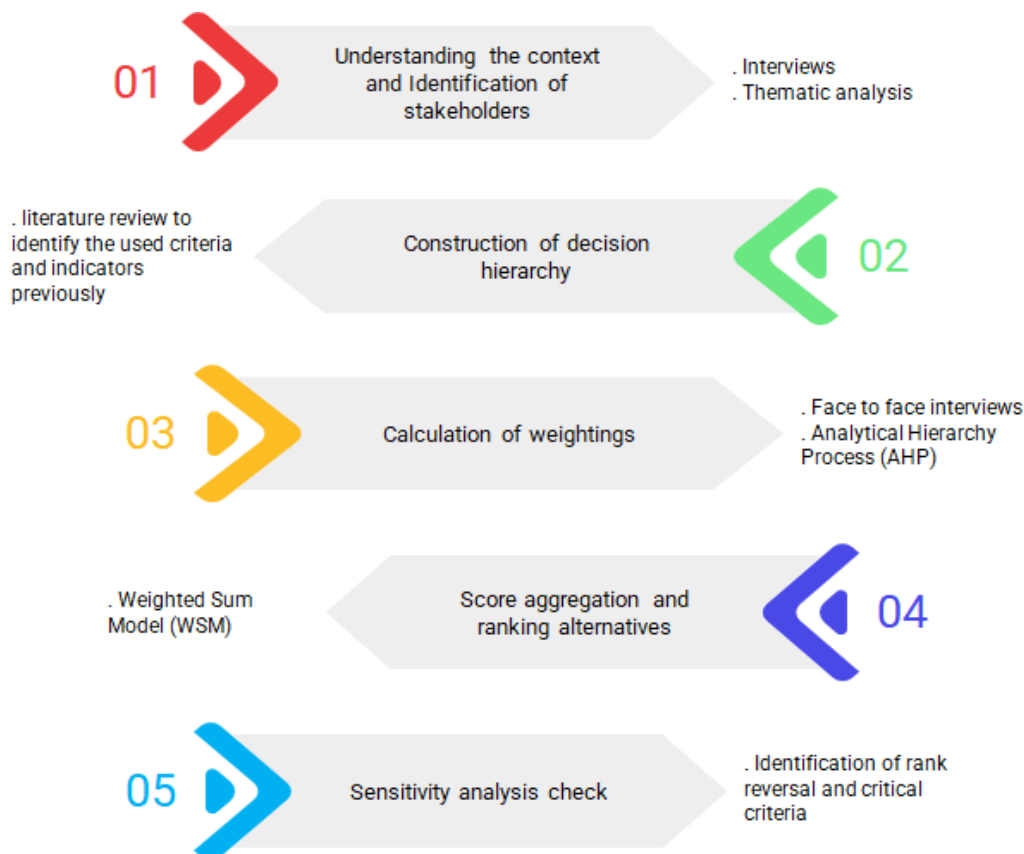 01
Understanding the context
and Identification of
stakeholders
. Interviews
. Thematic analysis
. literature review to
identify the used criteria
and indicators
previously
Construction of decision
hierarchy
02
03
Calculation of weightings
. Face to face interviews
. Analytical Hierarchy
Process (AHP)
. Weighted Sum
Model (WSM)
Score aggregation and
ranking alternatives
04
05
Sensitivity analysis check
. Identification of rank
reversal and critical
criteria